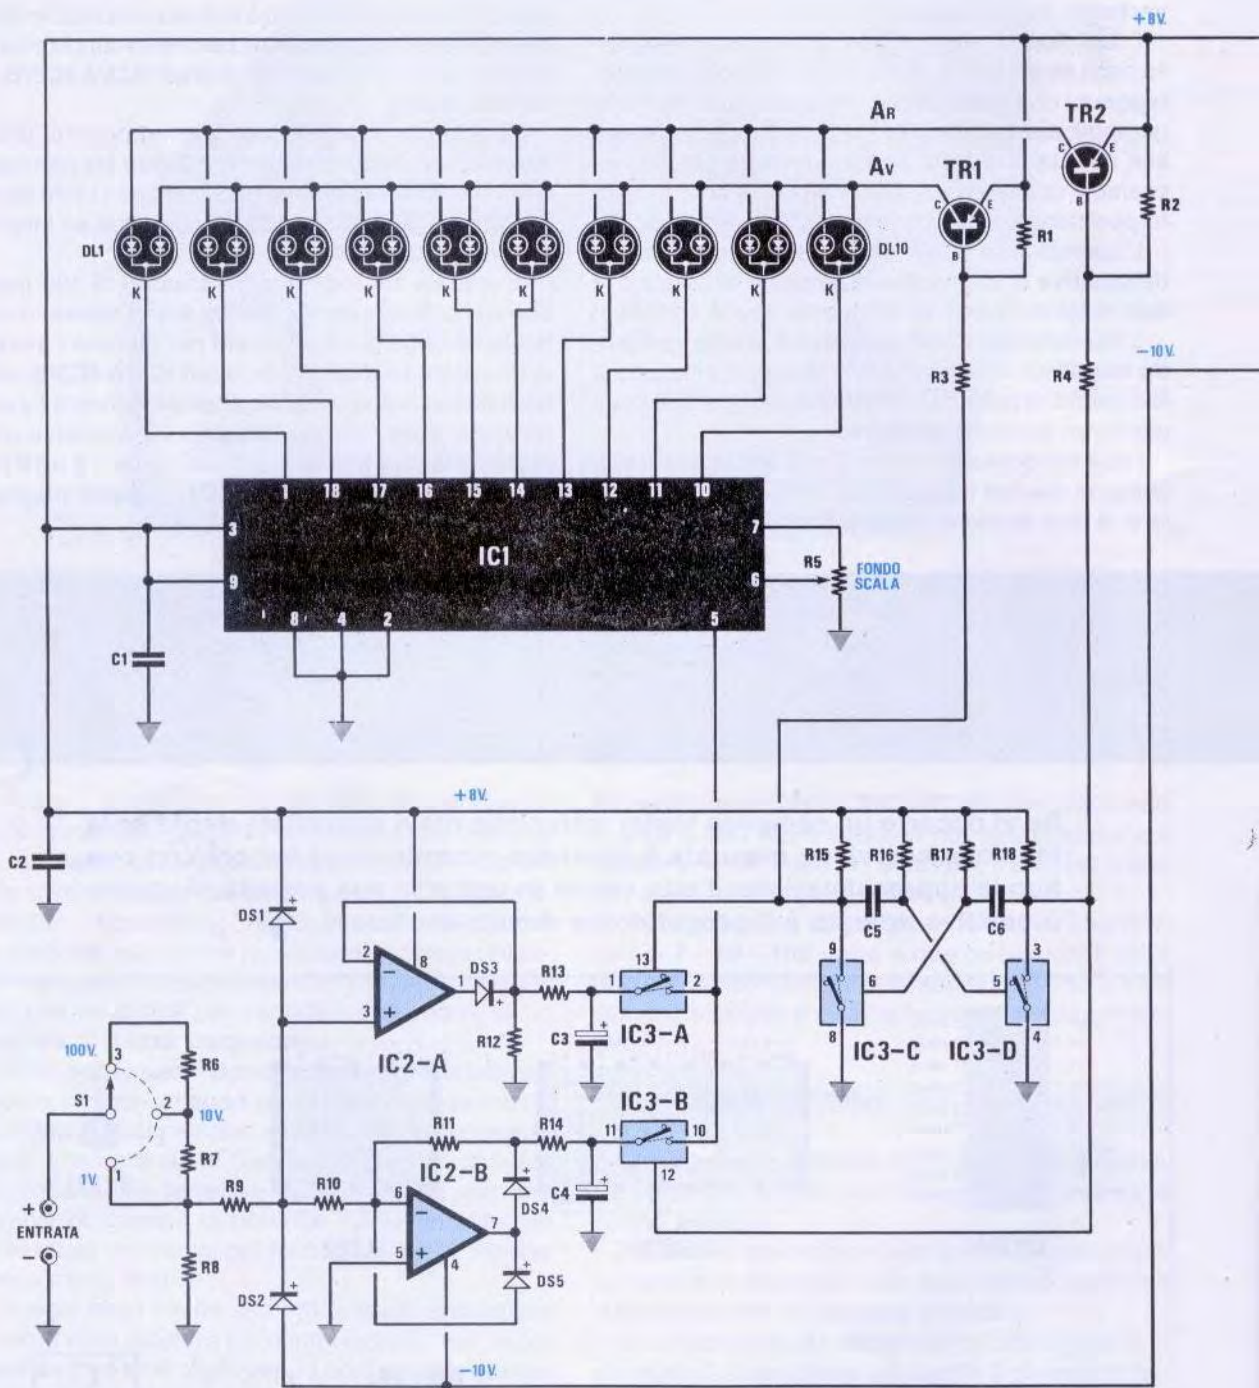 +8V.
AR
TR2
C
E
B
R2
AV
TR1
C
E
B
R1
DL1
DL10
K
K
K
K
K
K
K
K
K
K
-10V.
R3
R4
1
18
17
16
15
14
13
12
11
10
3
7
IC1
9
6
R5
FONDO
SCALA
8
4
2
5
C1
+8V.
C2
R15
R16
R17
R18
DS1
C5
C6
2
8
DS3
R13
13
9
3
1
1
2
6
5
3
R12
C3
IC3-A
8
4
IC2-A
IC3-C
IC3-D
100V.
3
R6
S1
2
10V.
IC3-B
R11
R14
11
10
R7
IC2-B
12
1V.
1
R9
R10
C4
6
DS4
7
+
ENTRATA
-
5
4
R8
DS2
DS5
-10V.